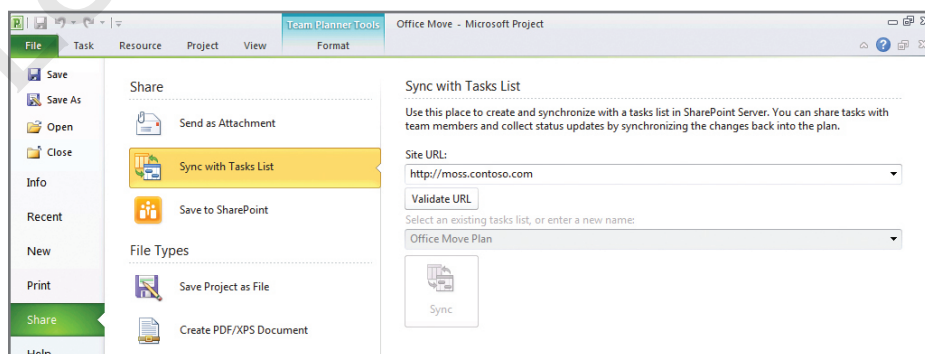 Team Planner Tools
Office Move - Microsoft Project
File
Task
Resource
Project
View
Format
Save
Save As
Open
Close
Info
Recent
New
Print
Share
Help
Share
Send as Attachment
Sync with Tasks List
Save to SharePoint
File Types
Save Project as File
Create PDF/XPS Document
Sync with Tasks List
Use this place to create and synchronize with a tasks list in SharePoint Server. You can share tasks with
team members and collect status updates by synchronizing the changes back into the plan.
Site URL:
http://moss.contoso.com
Validate URL
Select an existing tasks list, or enter a new name:
Office Move Plan
Sync